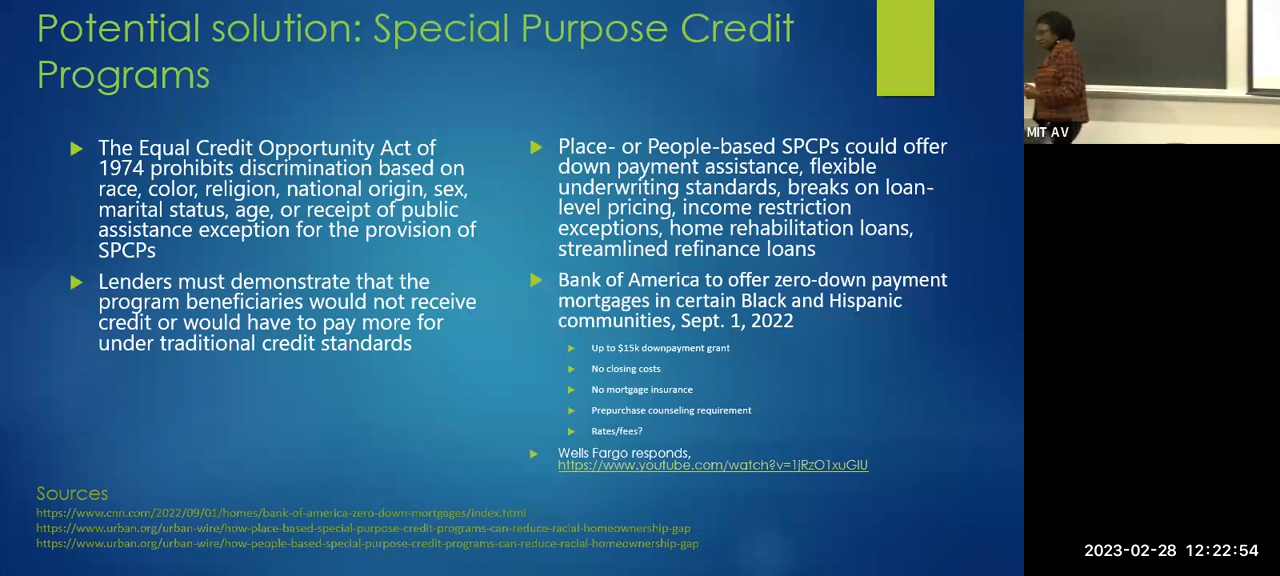 Potential solution: Special Purpose Credit
Programs
The Equal Credit Opportunity Act of
1974 prohibits discrimination based on
race, color, religion, national origin, sex,
marital status, age, or receipt of public
assistance exception for the provision of
SPCPs
Lenders must demonstrate that the
program beneficiaries would not receive
credit or would have to pay more for
under traditional credit standards
Place- or People-based SPCPs could offer
down payment assistance, flexible
underwriting standards, breaks on loan-
level pricing, income restriction
exceptions, home rehabilitation loans,
streamlined refinance loans
Bank of America to offer zero-down payment
mortgages in certain Black and Hispanic
communities, Sept. 1, 2022
Up to $15k downpayment grant
No closing costs
No mortgage insurance
Prepurchase counseling requirement
Rates/fees?
Wells Fargo responds,
https://www.youtube.com/watch?v=1jRzO1xuGIU
Sources
https://www.cnn.com/2022/09/01/homes/bank-of-america-zero-down-mortgages/index.html
https://www.urban.org/urban-wire/how-place-based-special-purpose-credit-programs-can-reduce-racial-homeownership-gap
https://www.urban.org/urban-wire/how-people-based-special-purpose-credit-programs-can-reduce-racial-homeownership-gap
MIT AV
2023-02-28 12:22:54